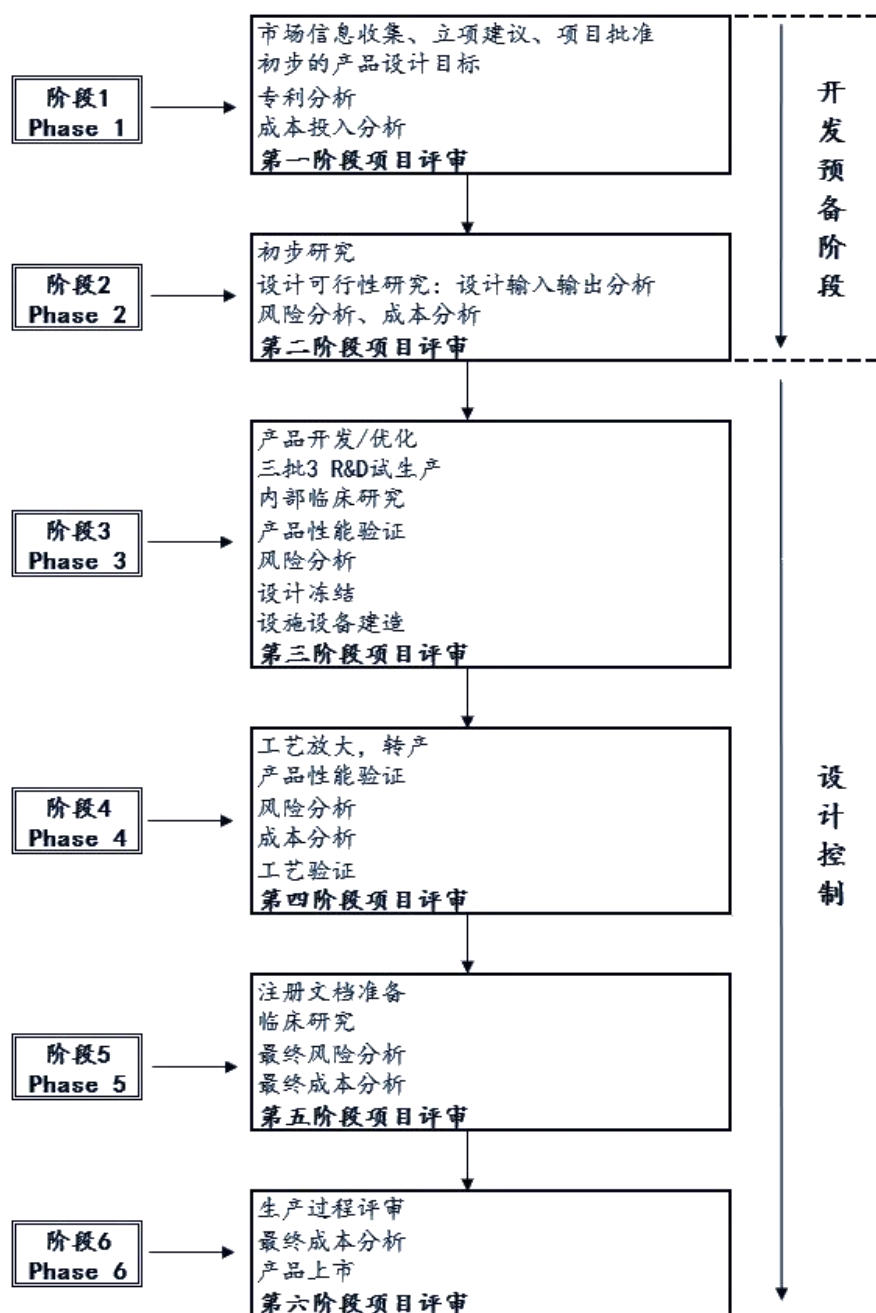 市场信息收集、立项建议、项目批准
初步的产品设计目标
专利分析
成本投入分析
第一阶段项目评审
阶段1
Phase 1
开发预备阶段
初步研究
设计可行性研究：设计输入输出分析
风险分析、成本分析
第二阶段项目评审
阶段2
Phase 2
产品开发/优化
三批3 R&D试生产
内部临床研究
产品性能验证
风险分析
设计冻结
设施设备建造
第三阶段项目评审
阶段3
Phase 3
设计控制
工艺放大，转产
产品性能验证
风险分析
成本分析
工艺验证
第四阶段项目评审
阶段4
Phase 4
注册文档准备
临床研究
最终风险分析
最终成本分析
第五阶段项目评审
阶段5
Phase 5
生产过程评审
最终成本分析
产品上市
第六阶段项目评审
阶段6
Phase 6